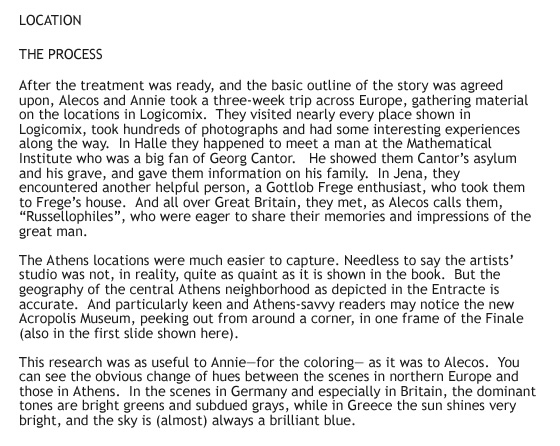 LOCATION
THE PROCESS
After the treatment was ready, and the basic outline of the story was agreed
upon, Alecos and Annie took a three-week trip across Europe, gathering material
on the locations in Logicomix.  They visited nearly every place shown in
Logicomix, took hundreds of photographs and had some interesting experiences
along the way.  In Halle they happened to meet a man at the Mathematical
Institute who was a big fan of Georg Cantor.   He showed them Cantor's asylum
and his grave, and gave them information on his family.  In Jena, they
encountered another helpful person, a Gottlob Frege enthusiast, who took them
to Frege's house.  And all over Great Britain, they met, as Alecos calls them,
“Russellophiles”, who were eager to share their memories and impressions of the
great man.
The Athens locations were much easier to capture. Needless to say the artists'
studio was not, in reality, quite as quaint as it is shown in the book.  But the
geography of the central Athens neighborhood as depicted in the Entracte is
accurate.  And particularly keen and Athens-savvy readers may notice the new
Acropolis Museum, peeking out from around a corner, in one frame of the Finale
(also in the first slide shown here).
This research was as useful to Annie—for the coloring— as it was to Alecos.  You
can see the obvious change of hues between the scenes in northern Europe and
those in Athens.  In the scenes in Germany and especially in Britain, the dominant
tones are bright greens and subdued grays, while in Greece the sun shines very
bright, and the sky is (almost) always a brilliant blue.